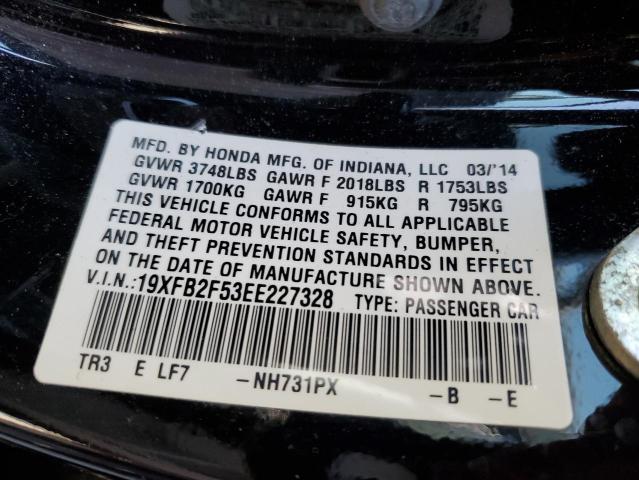 MFD. BY HONDA MFG. OF INDIANA, LLC 03/'14
GVWR 3748LBS GAWR F 2018LBS R 1753LBS
GVWR 1700KG GAWR F 915KG R 795KG
THIS VEHICLE CONFORMS TO ALL APPLICABLE
FEDERAL MOTOR VEHICLE SAFETY, BUMPER,
AND THEFT PREVENTION STANDARDS IN EFFECT
ON THE DATE OF MANUFACTURE SHOWN ABOVE.
V.I.N.:19XFB2F53EE227328 TYPE: PASSENGER CAR
TR3 E LF7 -NH731PX -B -E